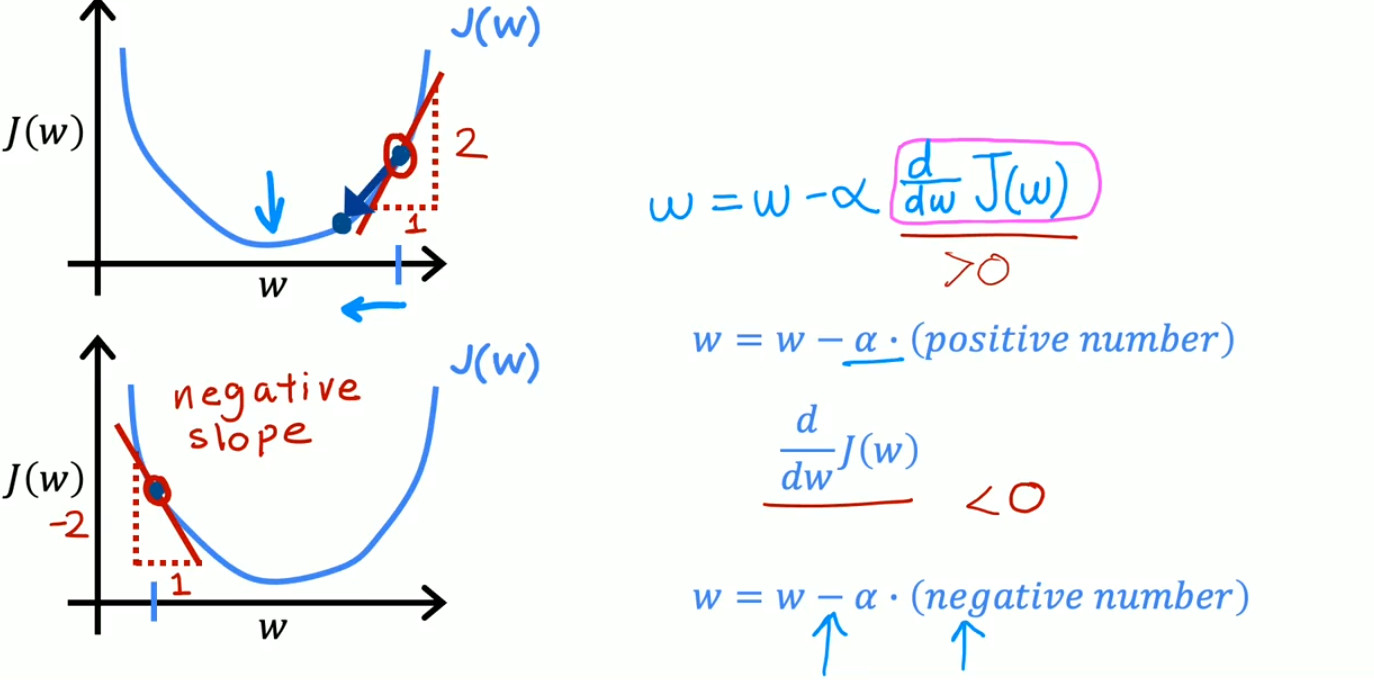 J(w)
J(w)
2
1
w
w = w - α d/dw J(w)
>0
w = w − α · (positive number)
J(w)
negative
slope
J(w)
-2
1
w
d/dw J(w)
<0
w = w − α · (negative number)